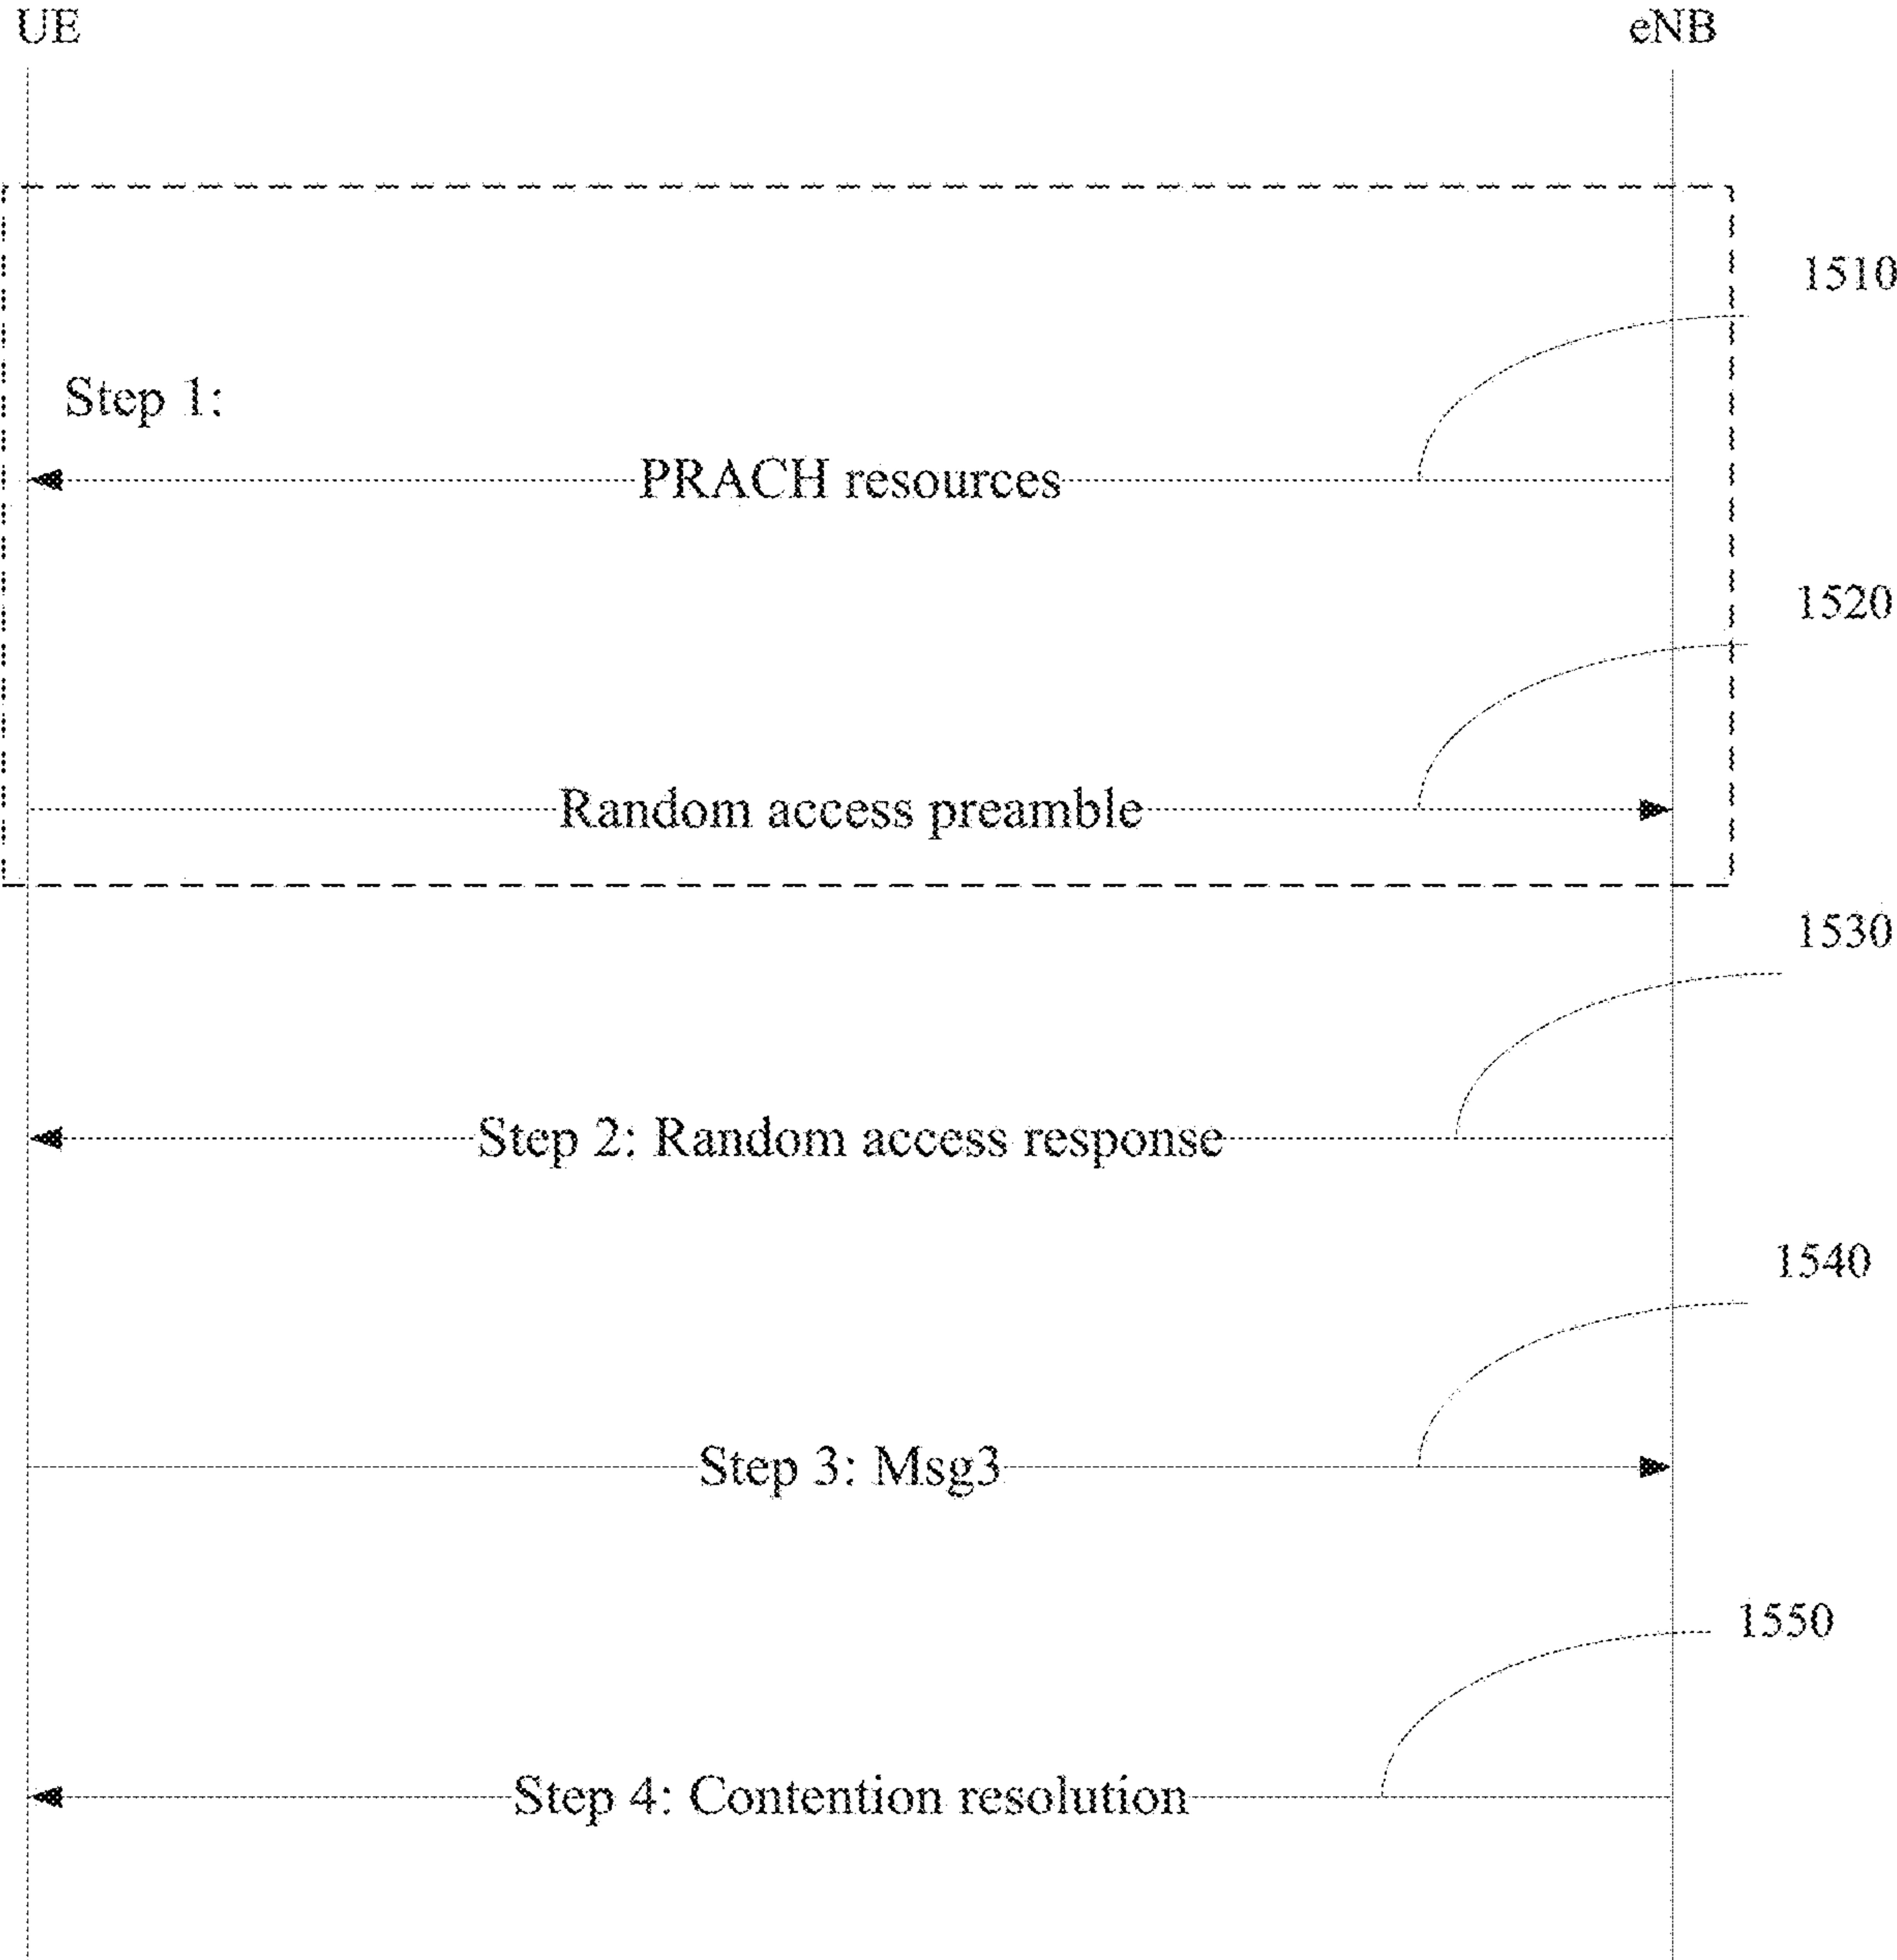 UE
eNB
1510
Step 1:
PRACH resources
1520
Random access preamble
1530
Step 2: Random access response
1540
Step 3: Msg3
1550
Step 4: Contention resolution